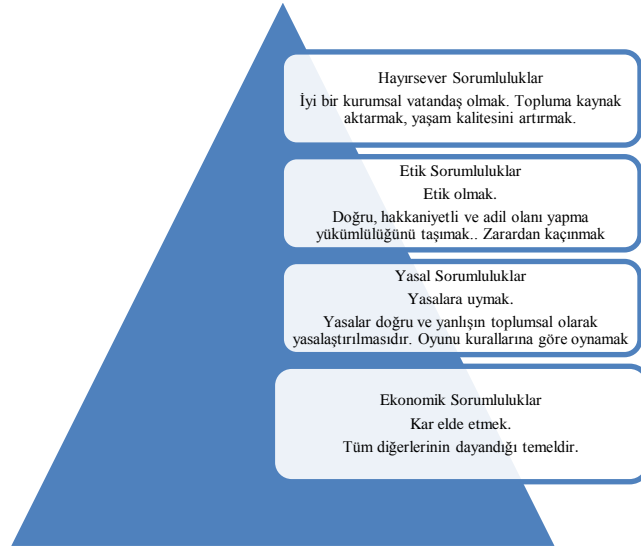 Hayırsever Sorumluluklar
İyi bir kurumsal vatandaş olmak. Topluma kaynak
aktarmak, yaşam kalitesini artırmak.
Etik Sorumluluklar
Etik olmak.
Doğru, hakkaniyetli ve adil olanı yapma
yükümlülüğünü taşımak.. Zarardan kaçınmak
Yasal Sorumluluklar
Yasalara uymak.
Yasalar doğru ve yanlışın toplumsal olarak
yasalaştırılmasıdır. Oyunu kurallarına göre oynamak
Ekonomik Sorumluluklar
Kar elde etmek.
Tüm diğerlerinin dayandığı temeldir.